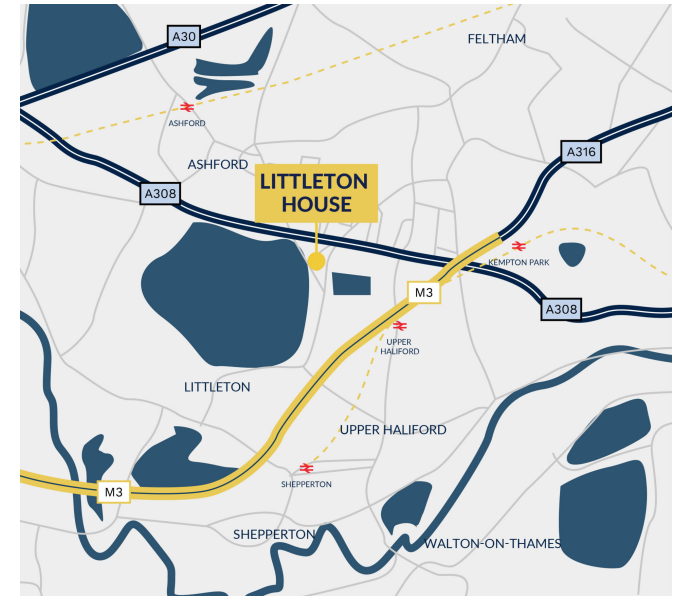 A30
FELTHAM
ASHFORD
A316
ASHFORD
A308
LITTLETON
HOUSE
KEMPTON PARK
M3
A308
UPPER
HALIFORD
LITTLETON
UPPER HALIFORD
SHEPPERTON
M3
SHEPPERTON
WALTON-ON-THAMES